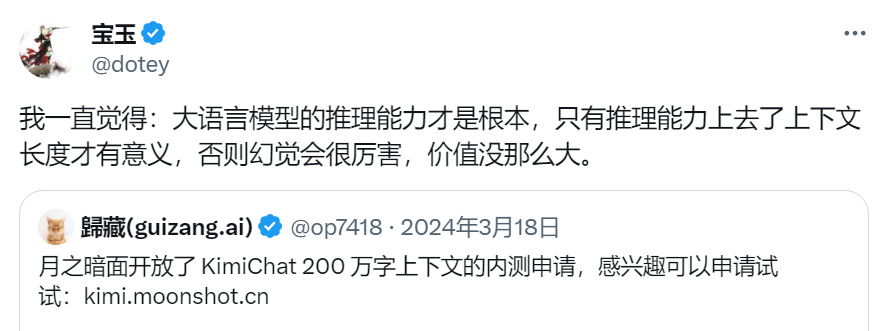 宝玉
@dotey
我一直觉得：大语言模型的推理能力才是根本，只有推理能力上去了上下文
长度才有意义，否则幻觉会很厉害，价值没那么大。
歸藏(guizang.ai) @op7418 · 2024年3月18日
月之暗面开放了 KimiChat 200 万字上下文的内测申请，感兴趣可以申请试
试：kimi.moonshot.cn